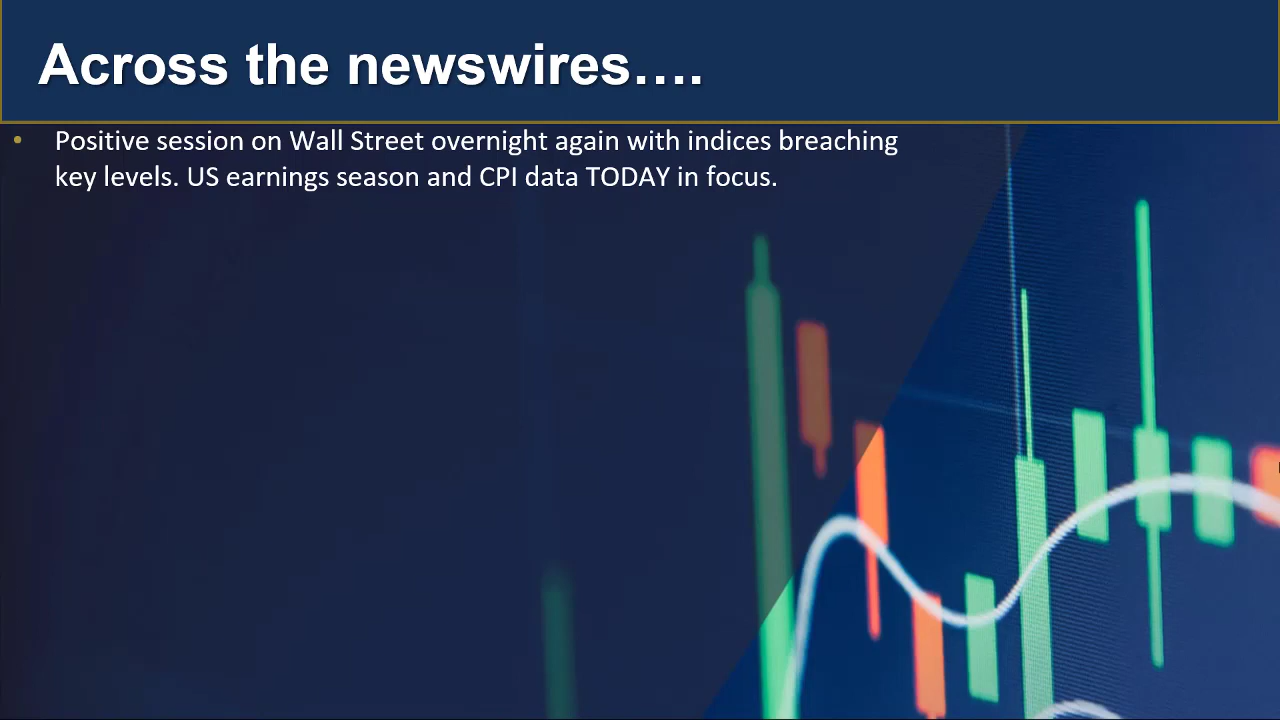 Across the newswires….
• Positive session on Wall Street overnight again with indices breaching
key levels. US earnings season and CPI data TODAY in focus.